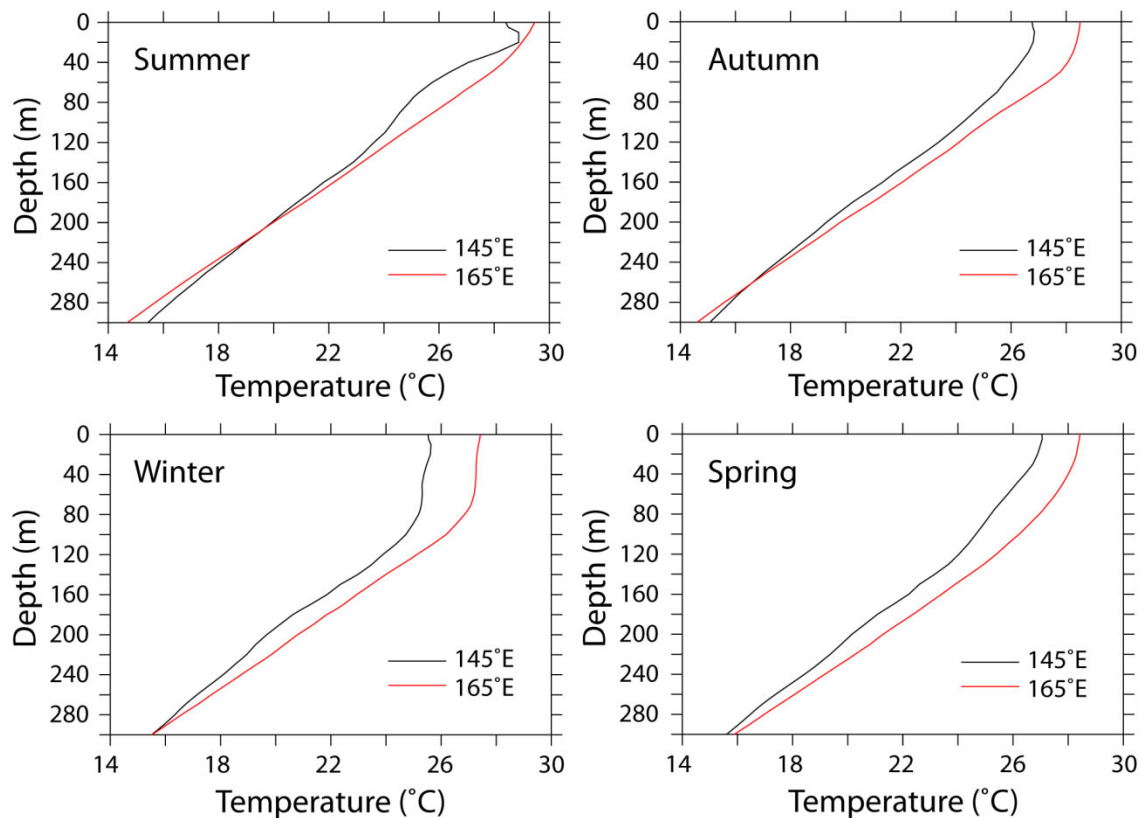 Summer
Depth (m)
0
40
80
120
160
200
240
280
145˚E
165˚E
14 18 22 26 30
Temperature (˚C)
Autumn
Depth (m)
0
40
80
120
160
200
240
280
145˚E
165˚E
14 18 22 26 30
Temperature (˚C)
Winter
Depth (m)
0
40
80
120
160
200
240
280
145˚E
165˚E
14 18 22 26 30
Temperature (˚C)
Spring
Depth (m)
0
40
80
120
160
200
240
280
145˚E
165˚E
14 18 22 26 30
Temperature (˚C)